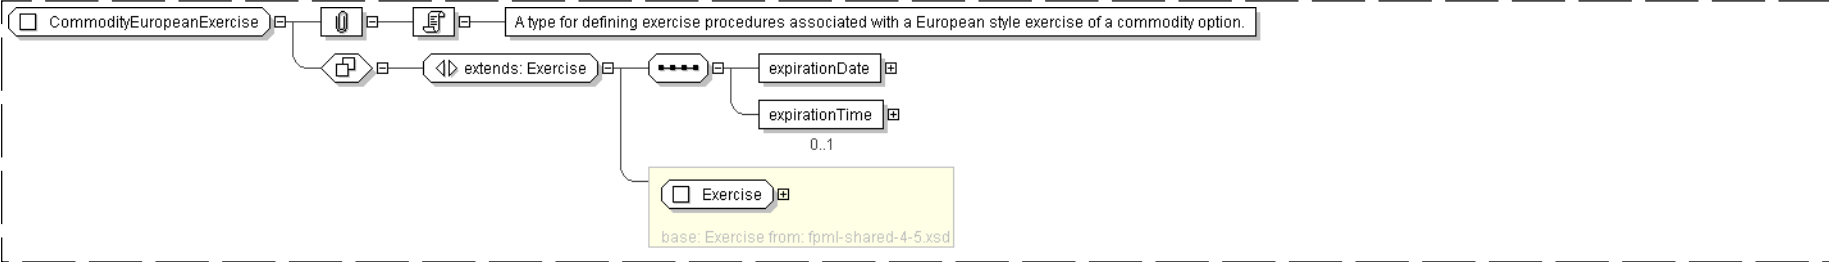 CommodityEuropeanExercise
A type for defining exercise procedures associated with a European style exercise of a commodity option.
extends: Exercise
expirationDate
expirationTime
0..1
Exercise
base: Exercise from: fpml-shared-4-5.xsd